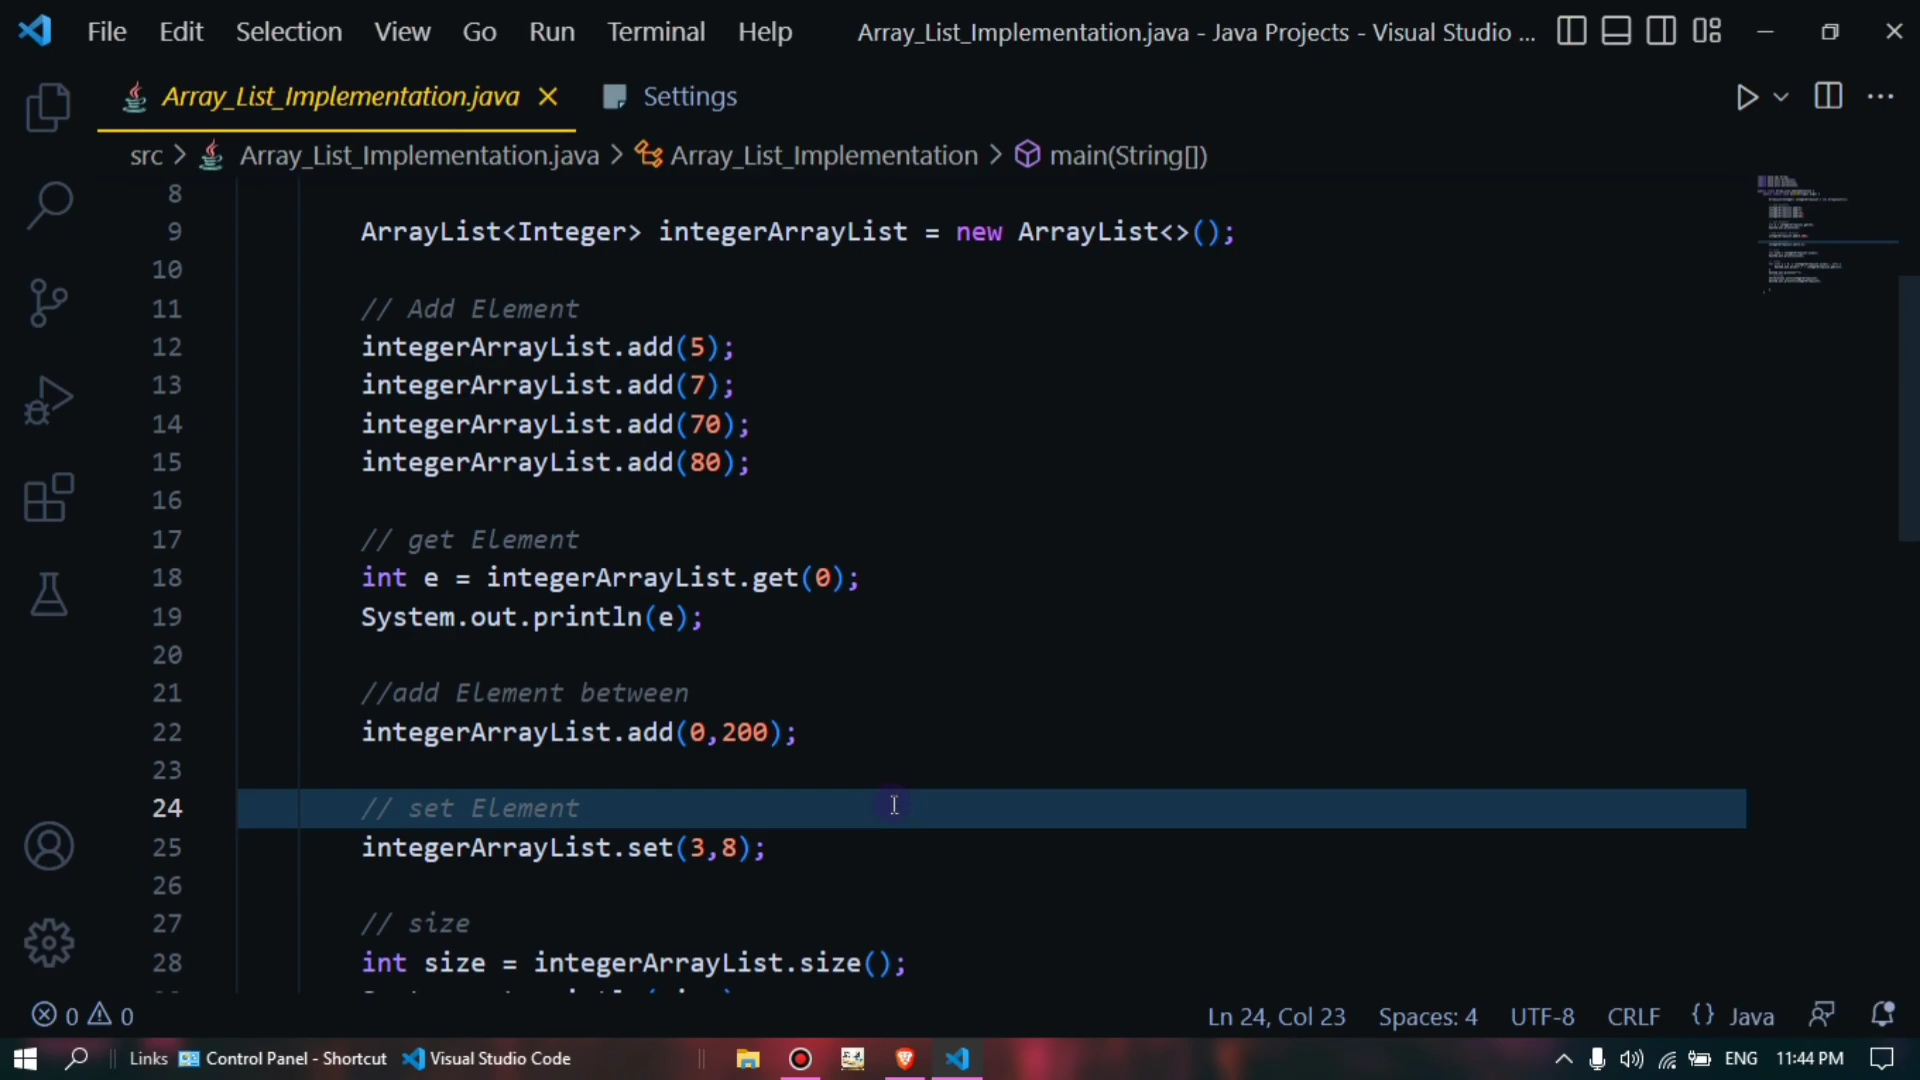 File Edit Selection View Go Run Terminal Help Array_List_Implementation.java - Java Projects - Visual Studio ...
Array_List_Implementation.java Settings
src > Array_List_Implementation.java > Array_List_Implementation > main(String[])
8
9 ArrayList<Integer> integerArrayList = new ArrayList<>();
10
11 // Add Element
12 integerArrayList.add(5);
13 integerArrayList.add(7);
14 integerArrayList.add(70);
15 integerArrayList.add(80);
16
17 // get Element
18 int e = integerArrayList.get(0);
19 System.out.println(e);
20
21 //add Element between
22 integerArrayList.add(0,200);
23
24 // set Element
25 integerArrayList.set(3,8);
26
27 // size
28 int size = integerArrayList.size();
0 0 Ln 24, Col 23 Spaces: 4 UTF-8 CRLF {} Java
Links Control Panel - Shortcut Visual Studio Code ENG 11:44 PM